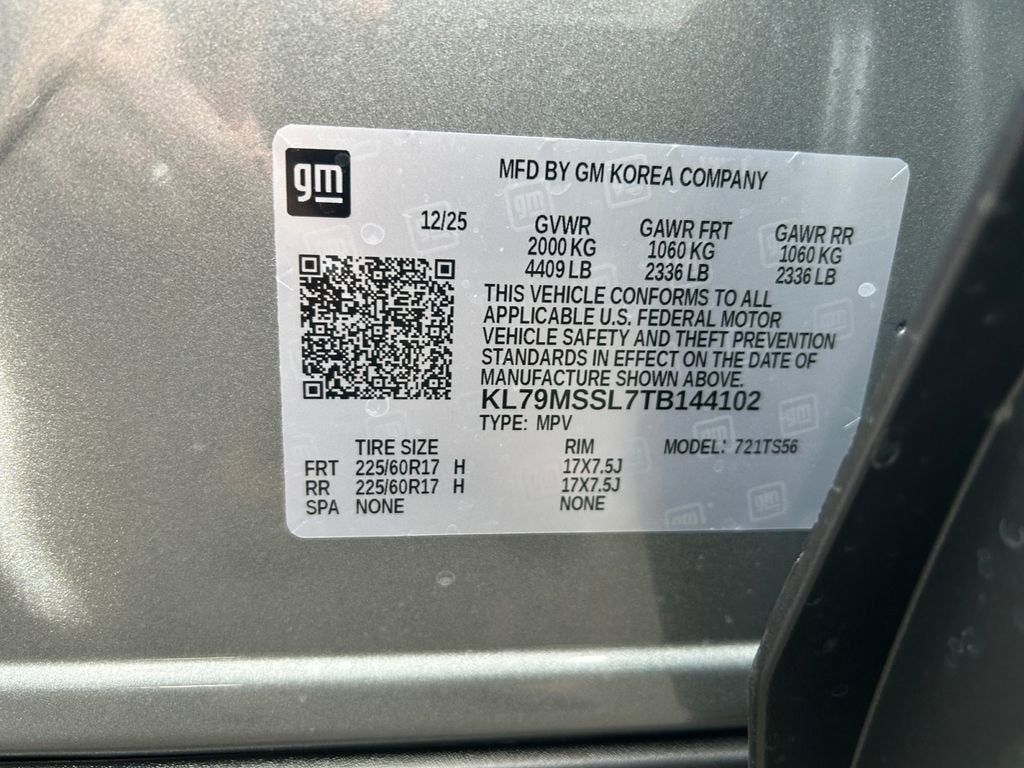 gm
MFD BY GM KOREA COMPANY
12/25 GVWR GAWR FRT GAWR RR
2000 KG 1060 KG 1060 KG
4409 LB 2336 LB 2336 LB
THIS VEHICLE CONFORMS TO ALL
APPLICABLE U.S. FEDERAL MOTOR
VEHICLE SAFETY AND THEFT PREVENTION
STANDARDS IN EFFECT ON THE DATE OF
MANUFACTURE SHOWN ABOVE.
KL79MSSL7TB144102
TYPE: MPV
TIRE SIZE RIM MODEL: 721TS56
FRT 225/60R17 H 17X7.5J
RR 225/60R17 H 17X7.5J
SPA NONE NONE
gm
gm